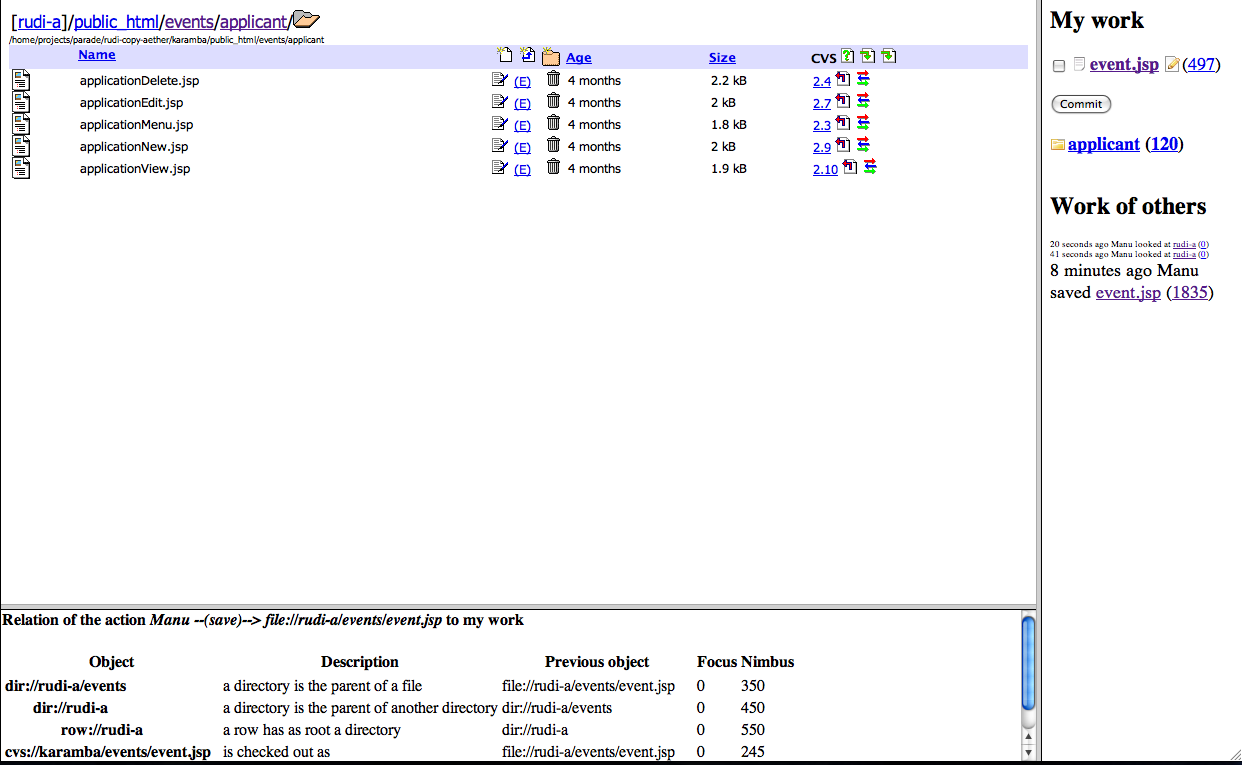 [rudi-a]/public_html/events/applicant/
/home/projects/parade/rudi-copy-aether/karamba/public_html/events/applicant
Name Age Size CVS
applicationDelete.jsp (E) 4 months 2.2 kB 2.4
applicationEdit.jsp (E) 4 months 2 kB 2.7
applicationMenu.jsp (E) 4 months 1.8 kB 2.3
applicationNew.jsp (E) 4 months 2 kB 2.9
applicationView.jsp (E) 4 months 1.9 kB 2.10
Relation of the action Manu --(save)--> file://rudi-a/events/event.jsp to my work
Object Description Previous object Focus Nimbus
dir://rudi-a/events a directory is the parent of a file file://rudi-a/events/event.jsp 0 350
dir://rudi-a a directory is the parent of another directory dir://rudi-a/events 0 450
row://rudi-a a row has as root a directory dir://rudi-a 0 550
cvs://karamba/events/event.jsp is checked out as file://rudi-a/events/event.jsp 0 245
My work
event.jsp (497)
Commit
applicant (120)
Work of others
20 seconds ago Manu looked at rudi-a (0)
41 seconds ago Manu looked at rudi-a (0)
8 minutes ago Manu
saved event.jsp (1835)